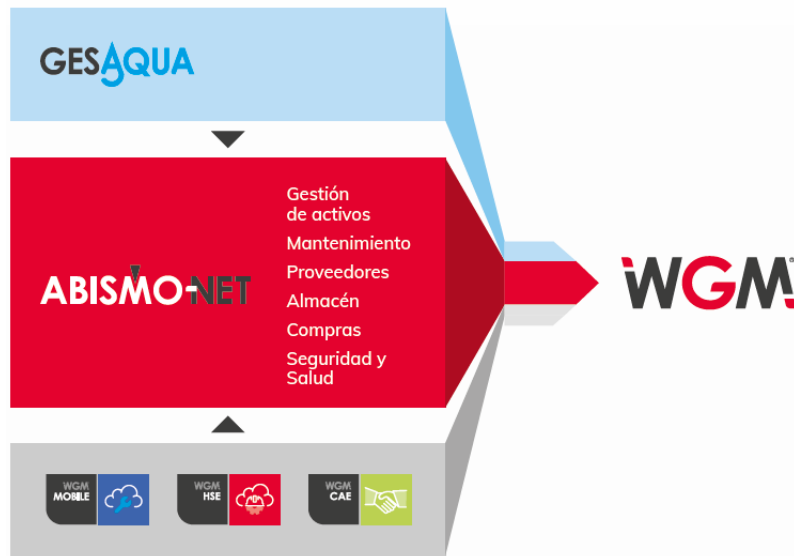 GESAQUA
Gestión
de activos
Mantenimiento
Proveedores
Almacén
Compras
Seguridad y
Salud
ABISMO-NET
WGM
WGM
MOBILE
WGM
HSE
WGM
CAE